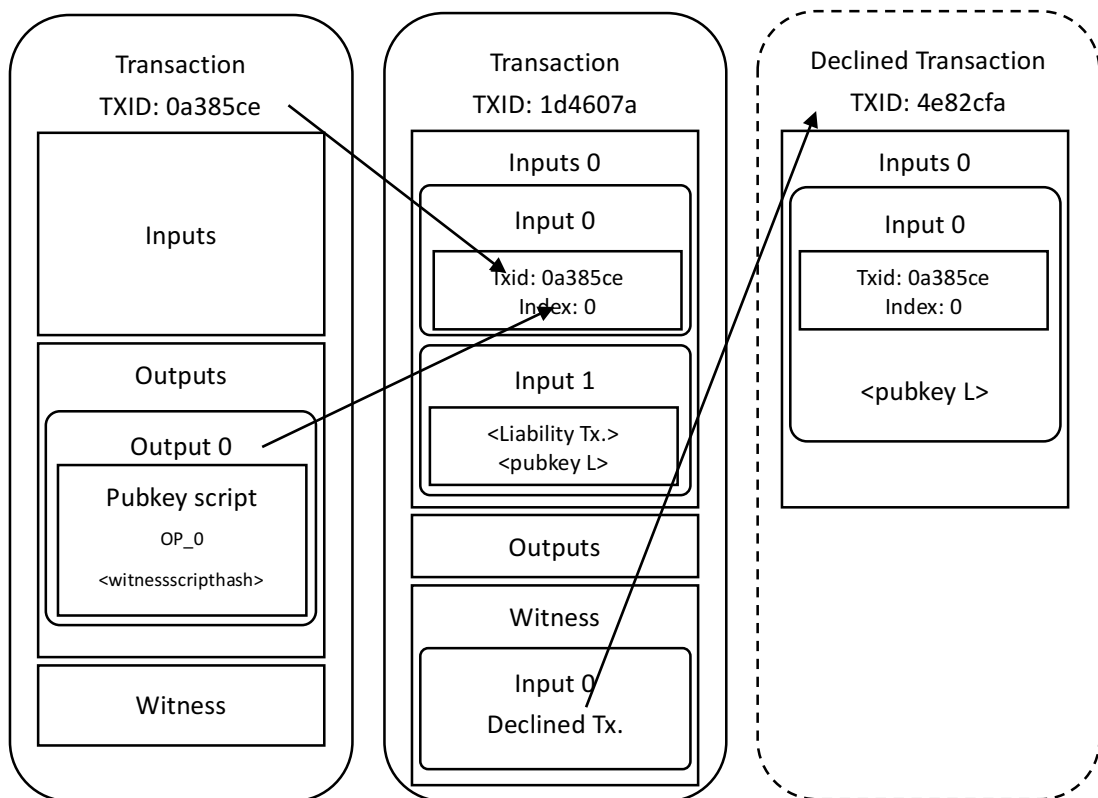 Transaction
TXID: 0a385ce
Inputs
Outputs
Output 0
Pubkey script
OP_0
<witnessscripthash>
Witness
Transaction
TXID: 1d4607a
Inputs 0
Input 0
Txid: 0a385ce
Index: 0
Input 1
<Liability Tx.>
<pubkey L>
Outputs
Witness
Input 0
Declined Tx.
Declined Transaction
TXID: 4e82cfa
Inputs 0
Input 0
Txid: 0a385ce
Index: 0
<pubkey L>